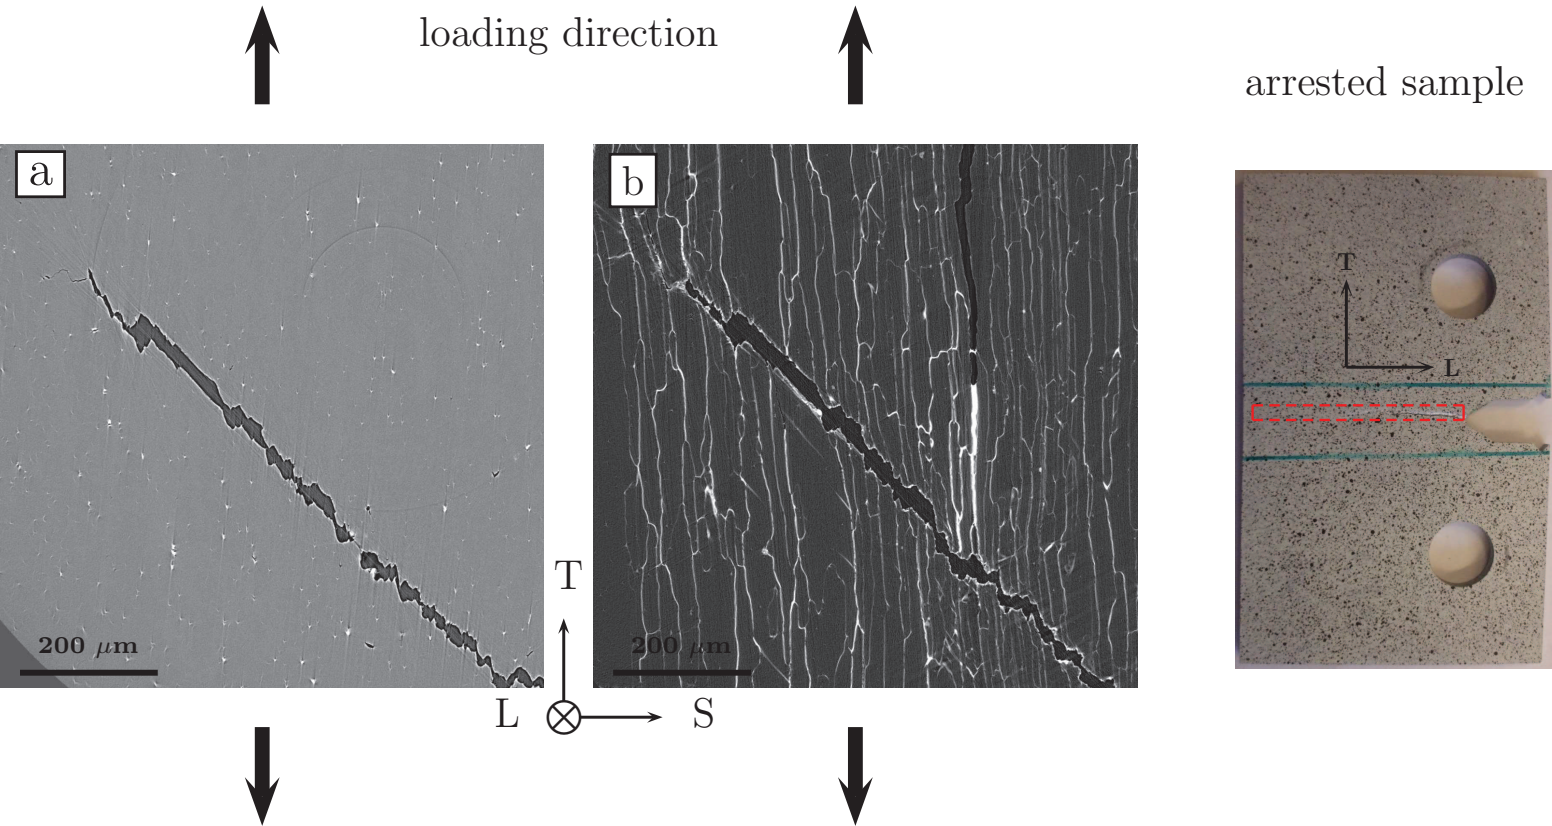 loading direction
arrested sample
a
b
T
L
200 μm
200 μm
T
L
S